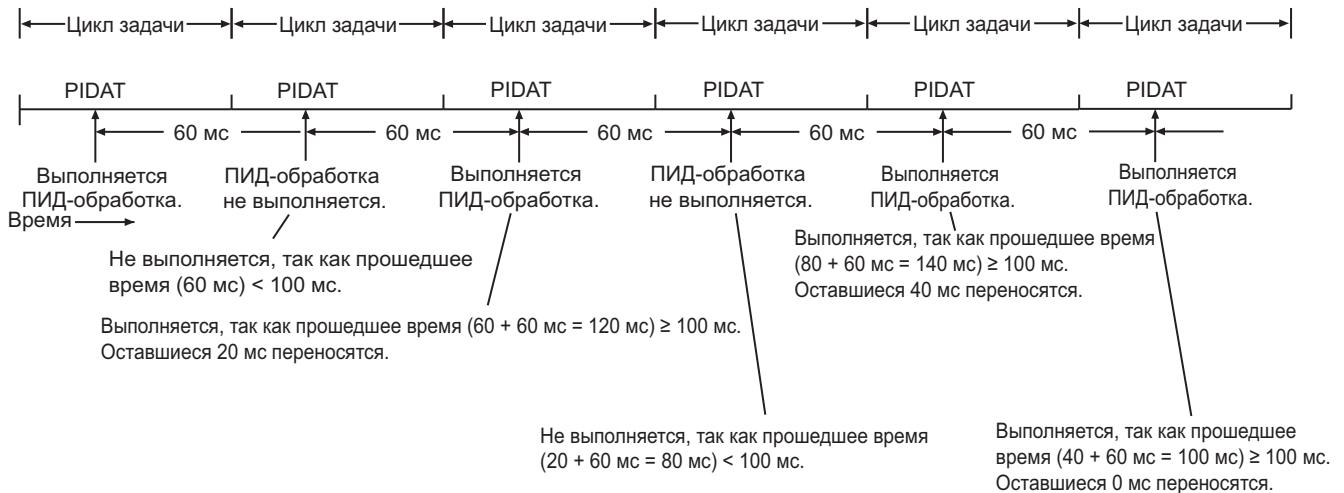 Цикл задачи Цикл задачи Цикл задачи Цикл задачи Цикл задачи Цикл задачи
PIDAT PIDAT PIDAT PIDAT PIDAT PIDAT
60 мс 60 мс 60 мс 60 мс 60 мс
Выполняется
ПИД-обработка.
ПИД-обработка
не выполняется.
Выполняется
ПИД-обработка.
ПИД-обработка
не выполняется.
Выполняется
ПИД-обработка.
Выполняется
ПИД-обработка.
Время
Не выполняется, так как прошедшее
время (60 мс) < 100 мс.
Выполняется, так как прошедшее время (60 + 60 мс = 120 мс) ≥ 100 мс.
Оставшиеся 20 мс переносятся.
Выполняется, так как прошедшее время
(80 + 60 мс = 140 мс) ≥ 100 мс.
Оставшиеся 40 мс переносятся.
Не выполняется, так как прошедшее время
(20 + 60 мс = 80 мс) < 100 мс.
Выполняется, так как прошедшее
время (40 + 60 мс = 100 мс) ≥ 100 мс.
Оставшиеся 0 мс переносятся.